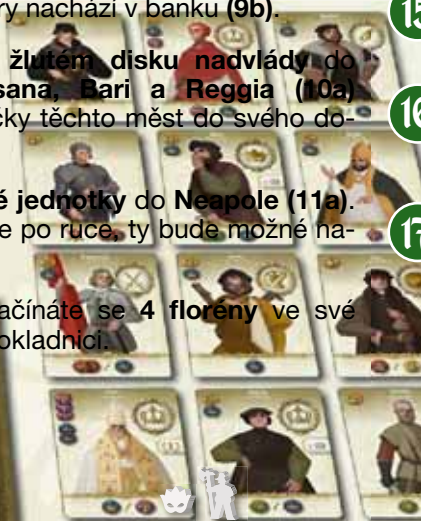 ry nachází v banku (9b).
15
žlutém disku nadvlády do
sana, Bari a Reggia (10a)
čky těchto měst do svého do-
16
é jednotky do Neapole (11a).
e po ruce, ty bude možné na-
17
ačínáte se 4 florény ve své
okladnici.